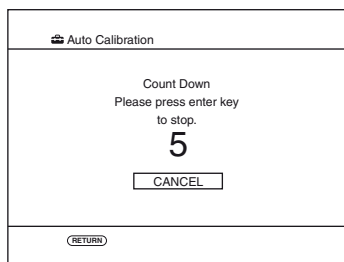 Auto Calibration
Count Down
Please press enter key
to stop.
5
CANCEL
RETURN